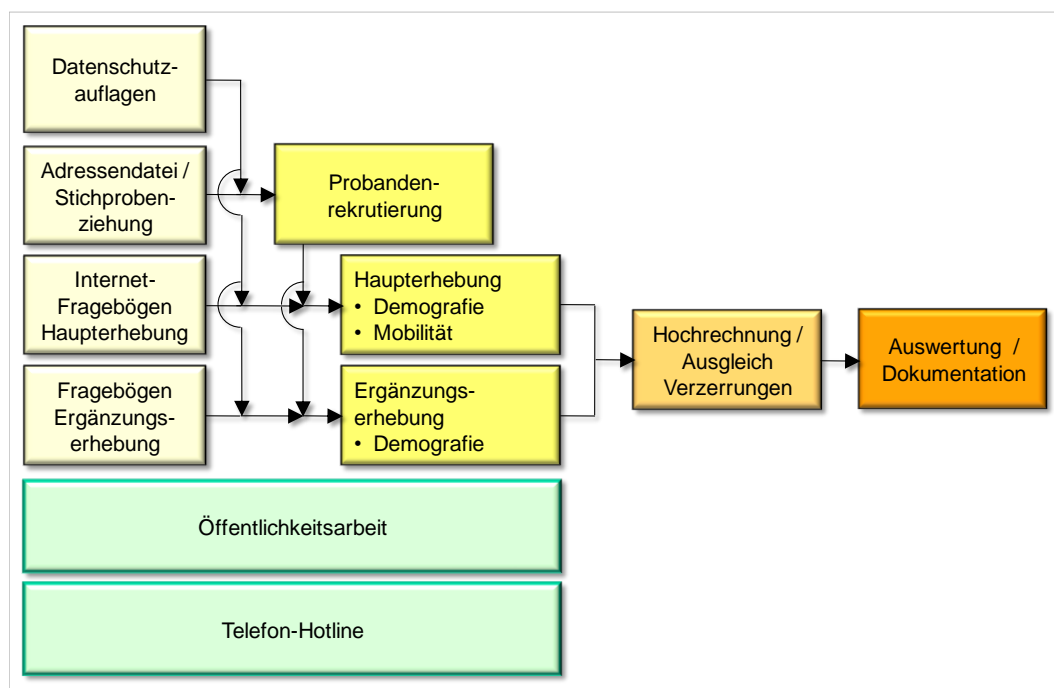 Datenschutz-
auflagen
Adressendatei /
Stichproben-
ziehung
Probanden-
rekrutierung
Internet-
Fragebögen
Haupterhebung
Haupterhebung
• Demografie
• Mobilität
Fragebögen
Ergänzungs-
erhebung
Ergänzungs-
erhebung
• Demografie
Hochrechnung /
Ausgleich
Verzerrungen
Auswertung /
Dokumentation
Öffentlichkeitsarbeit
Telefon-Hotline